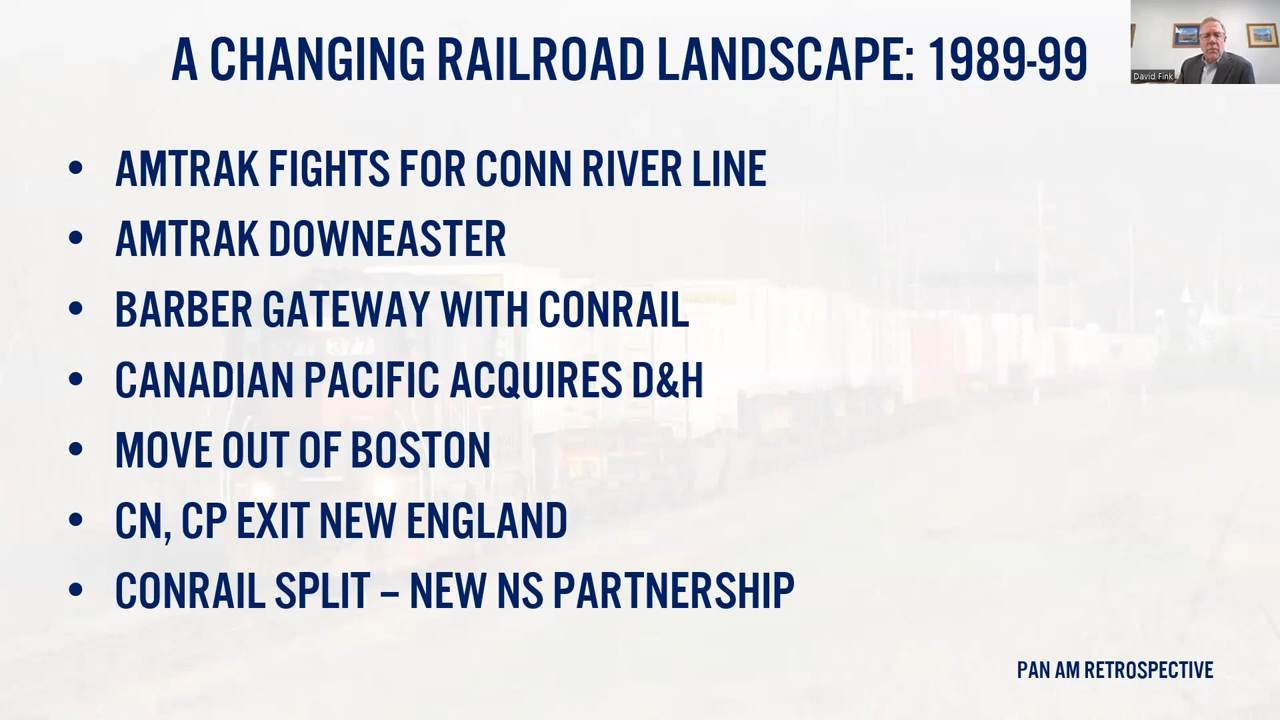 A CHANGING RAILROAD LANDSCAPE: 1989-99
David Fink
• AMTRAK FIGHTS FOR CONN RIVER LINE
• AMTRAK DOWNEASTER
• BARBER GATEWAY WITH CONRAIL
• CANADIAN PACIFIC ACQUIRES D&H
• MOVE OUT OF BOSTON
• CN, CP EXIT NEW ENGLAND
• CONRAIL SPLIT – NEW NS PARTNERSHIP
PAN AM RETROSPECTIVE